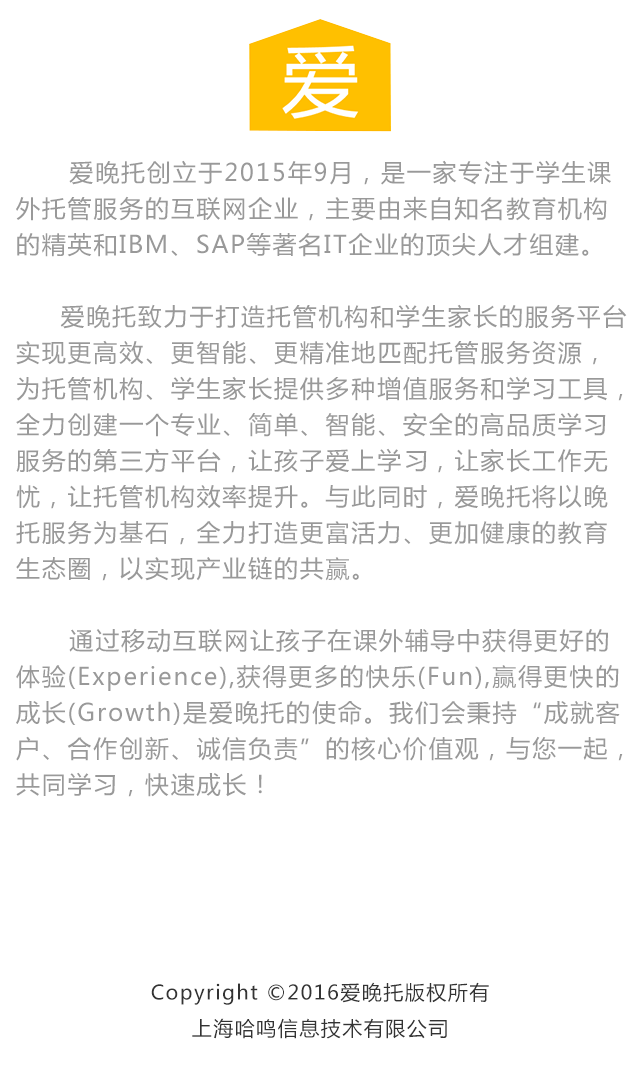 爱
爱晚托创立于2015年9月，是一家专注于学生课
外托管服务的互联网企业，主要由来自知名教育机构
的精英和IBM、SAP等著名IT企业的顶尖人才组建。
爱晚托致力于打造托管机构和学生家长的服务平台
实现更高效、更智能、更精准地匹配托管服务资源，
为托管机构、学生家长提供多种增值服务和学习工具，
全力创建一个专业、简单、智能、安全的高品质学习
服务的第三方平台，让孩子爱上学习，让家长工作无
忧，让托管机构效率提升。与此同时，爱晚托将以晚
托服务为基石，全力打造更富活力、更加健康的教育
生态圈，以实现产业链的共赢。
通过移动互联网让孩子在课外辅导中获得更好的
体验(Experience),获得更多的快乐(Fun),赢得更快的
成长(Growth)是爱晚托的使命。我们会秉持“成就客
户、合作创新、诚信负责”的核心价值观，与您一起，
共同学习，快速成长！
Copyright ©2016爱晚托版权所有
上海哈鸣信息技术有限公司